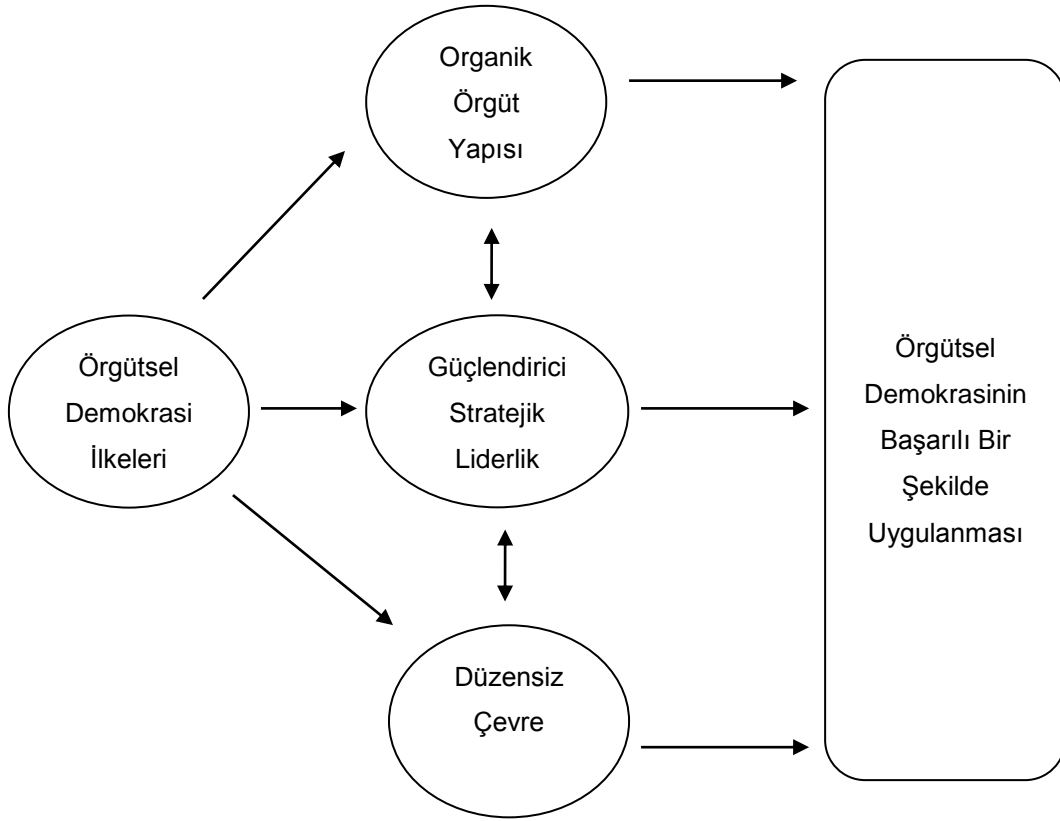 Organik
Örgüt
Yapısı
Örgütsel
Demokrasi
İlkeleri
Güçlendirici
Stratejik
Liderlik
Düzensiz
Çevre
Örgütsel
Demokrasinin
Başarılı Bir
Şekilde
Uygulanması